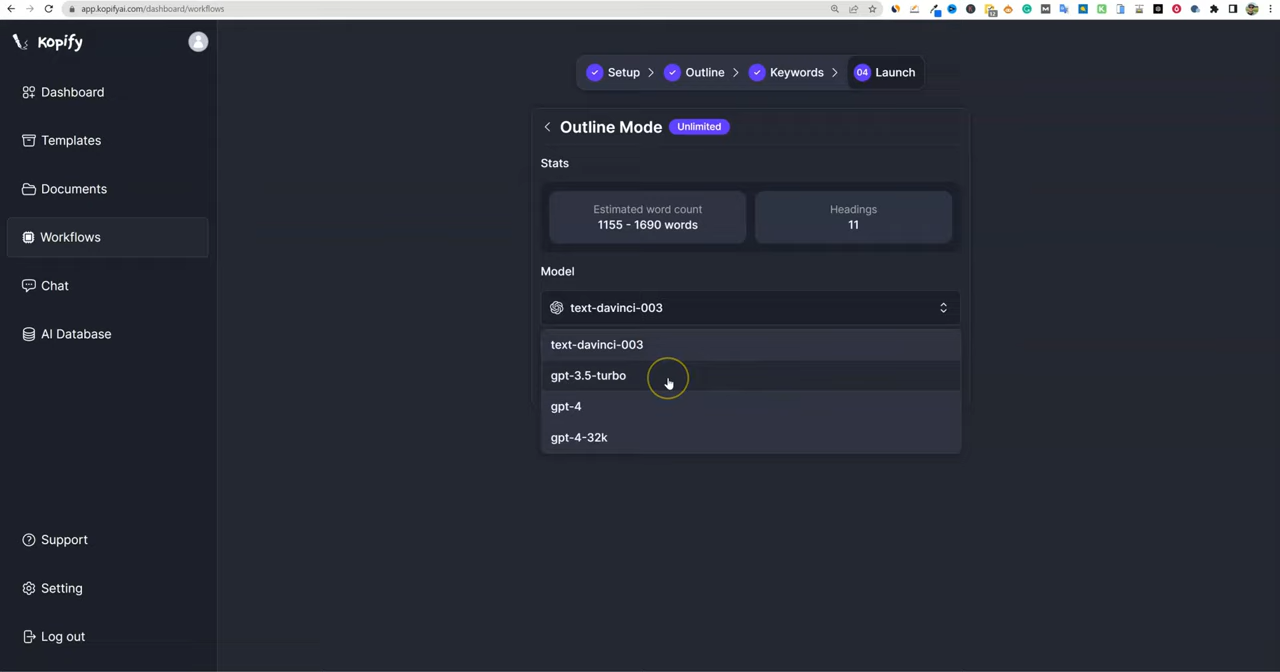 app.kopifyai.com/dashboard/workflows
Kopify
Dashboard
Templates
Documents
Workflows
Chat
AI Database
Support
Setting
Log out
Setup
Outline
Keywords
04 Launch
Outline Mode Unlimited
Stats
Estimated word count
1155 - 1690 words
Headings
11
Model
text-davinci-003
text-davinci-003
gpt-3.5-turbo
gpt-4
gpt-4-32k